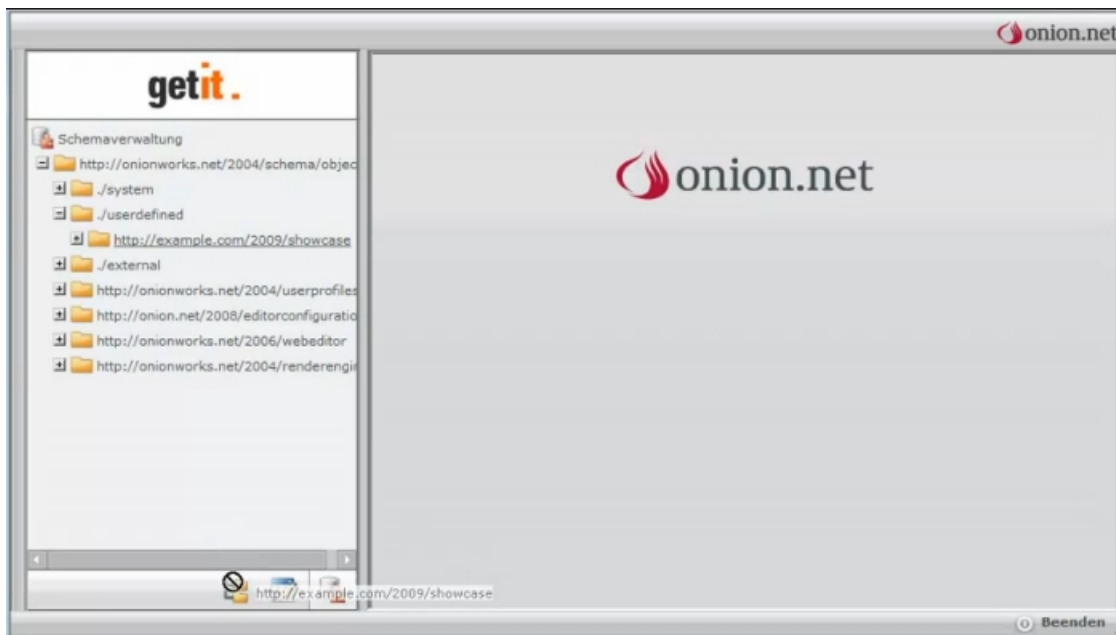 onion.net
getit.
Schemaverwaltung
http://onionworks.net/2004/schema/objec
./system
./userdefined
http://example.com/2009/showcase
./external
http://onionworks.net/2004/userprofiles
http://onion.net/2008/editorconfiguratio
http://onionworks.net/2006/webeditor
http://onionworks.net/2004/renderengin
onion.net
http://example.com/2009/showcase
Beenden